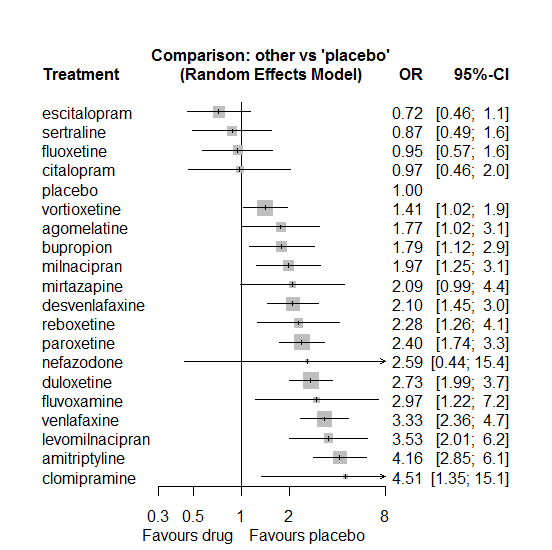 Comparison: other vs 'placebo'
Treatment (Random Effects Model) OR 95%-CI
escitalopram 0.72 [0.46; 1.1]
sertraline 0.87 [0.49; 1.6]
fluoxetine 0.95 [0.57; 1.6]
citalopram 0.97 [0.46; 2.0]
placebo 1.00
vortioxetine 1.41 [1.02; 1.9]
agomelatine 1.77 [1.02; 3.1]
bupropion 1.79 [1.12; 2.9]
milnacipran 1.97 [1.25; 3.1]
mirtazapine 2.09 [0.99; 4.4]
desvenlafaxine 2.10 [1.45; 3.0]
reboxetine 2.28 [1.26; 4.1]
paroxetine 2.40 [1.74; 3.3]
nefazodone 2.59 [0.44; 15.4]
duloxetine 2.73 [1.99; 3.7]
fluvoxamine 2.97 [1.22; 7.2]
venlafaxine 3.33 [2.36; 4.7]
levomilnacipran 3.53 [2.01; 6.2]
amitriptyline 4.16 [2.85; 6.1]
clomipramine 4.51 [1.35; 15.1]
0.3 0.5 1 2 8
Favours drug Favours placebo